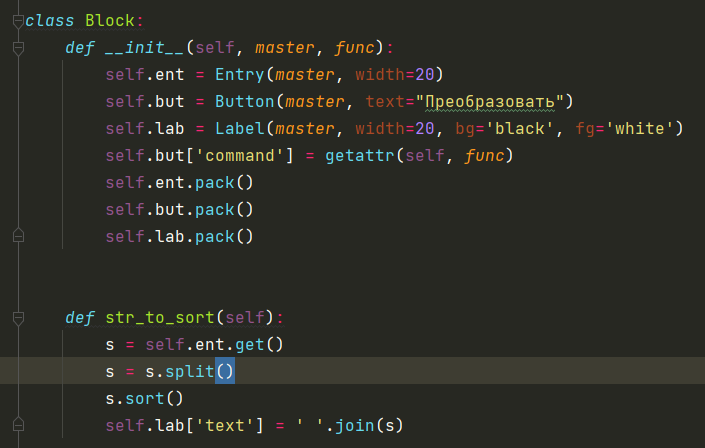 class Block:
    def __init__(self, master, func):
        self.ent = Entry(master, width=20)
        self.but = Button(master, text="Преобразовать")
        self.lab = Label(master, width=20, bg='black', fg='white')
        self.but['command'] = getattr(self, func)
        self.ent.pack()
        self.but.pack()
        self.lab.pack()
    def str_to_sort(self):
        s = self.ent.get()
        s = s.split()
        s.sort()
        self.lab['text'] = ' '.join(s)